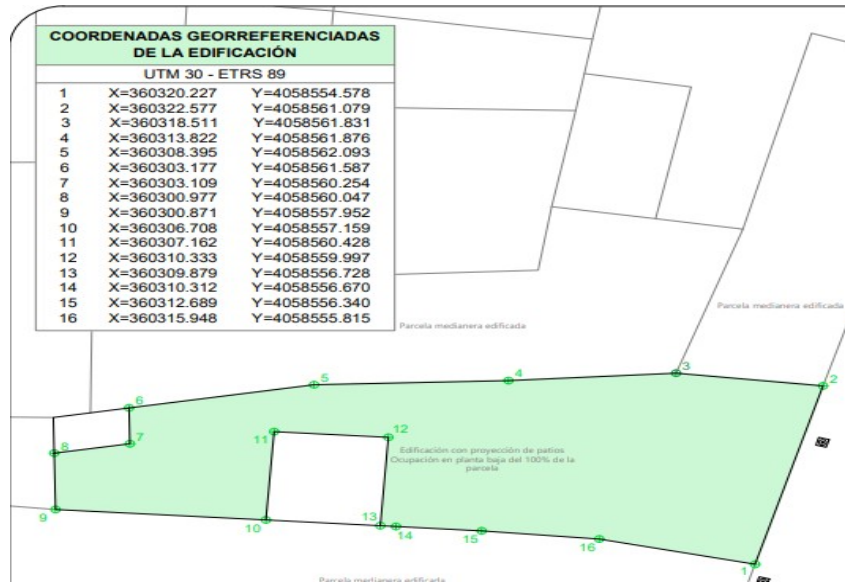 COORDENADAS GEORREFERENCIADAS
DE LA EDIFICACIÓN
UTM 30 - ETRS 89
1 X=360320.227 Y=4058554.578
2 X=360322.577 Y=4058561.079
3 X=360318.511 Y=4058561.831
4 X=360313.822 Y=4058561.876
5 X=360308.395 Y=4058562.093
6 X=360303.177 Y=4058561.587
7 X=360303.109 Y=4058560.254
8 X=360300.977 Y=4058560.047
9 X=360300.871 Y=4058557.952
10 X=360306.708 Y=4058557.159
11 X=360307.162 Y=4058560.428
12 X=360310.333 Y=4058559.997
13 X=360309.879 Y=4058556.728
14 X=360310.312 Y=4058556.670
15 X=360312.689 Y=4058556.340
16 X=360315.948 Y=4058555.815
Parcela medianera edificada
Parcela medianera edificada
3
4
5
2
6
11
12
7
8
Edificación con proyección de patios
Ocupación en planta baja del 100% de la
parcela
9
10
13
14
15
16
1
Parcela medianera edificada